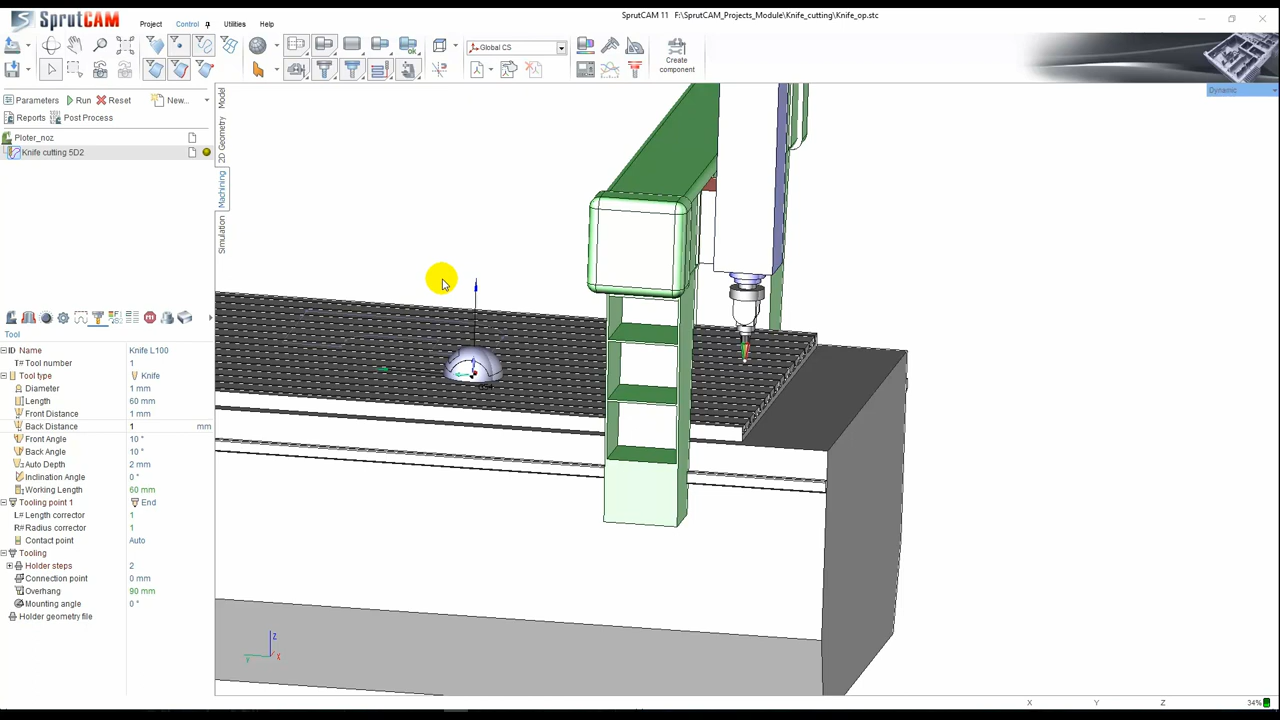 SprutCAM
Project Control Utilities Help
SprutCAM 11 F:\SprutCAM_Projects_Module\Knife_cutting\Knife_op.stc
Global CS
Create component
Dynamic
Parameters Run Reset New...
Reports Post Process
Ploter_noz
Knife cutting 5D2
Model
2D Geometry
Machining
Simulation
Tool
ID Name Knife L100
T# Tool number 1
Tool type Knife
Diameter 1 mm
Length 60 mm
Front Distance 1 mm
Back Distance 1 mm
Front Angle 10 °
Back Angle 10 °
Auto Depth 2 mm
Inclination Angle 0 °
Working Length 60 mm
Tooling point 1 End
L# Length corrector 1
R# Radius corrector 1
Contact point Auto
Tooling
Holder steps 2
Connection point 0 mm
Overhang 90 mm
Mounting angle 0 °
Holder geometry file
Z
Y X
X Y Z 34%